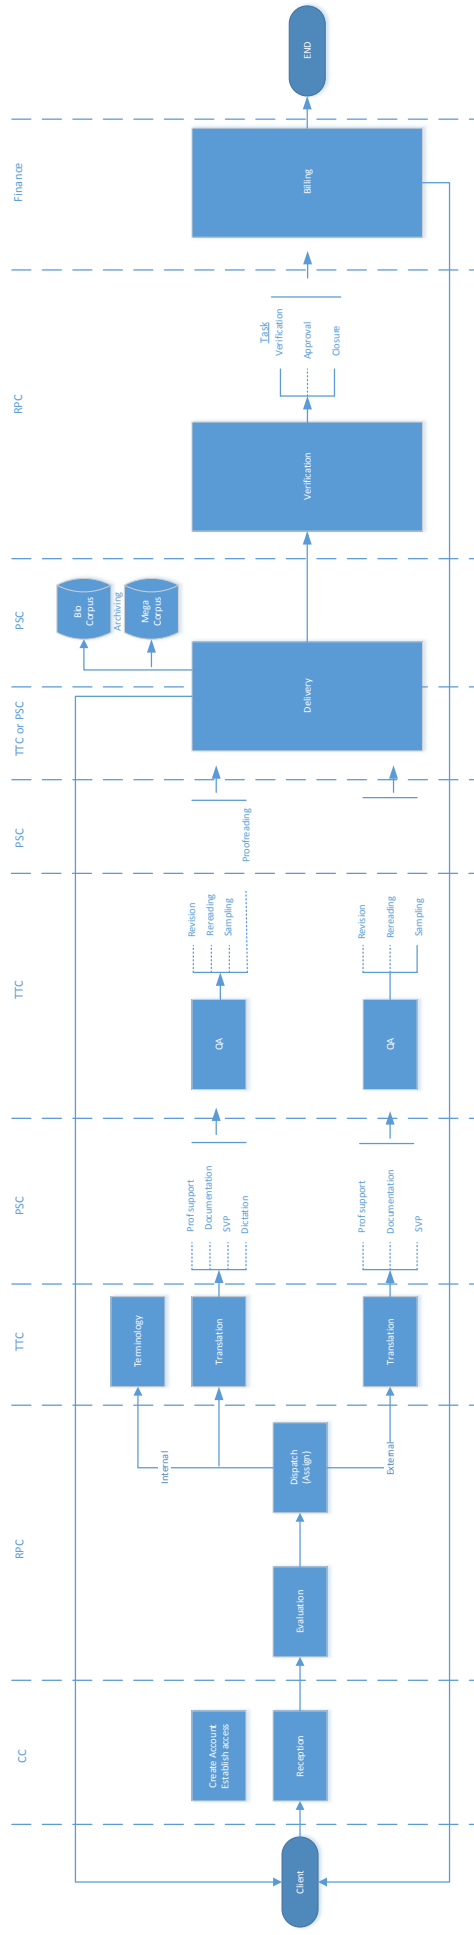 CC
RPC
TTC
PSC
TTC
PSC
TTC or PSC
PSC
RPC
Finance
Client
Create Account
Establish access
Reception
Evaluation
Dispatch
(Assign)
Internal
External
Terminology
Translation
Translation
Prof support
Documentation
SVP
Dictation
Prof support
Documentation
SVP
QA
QA
Revision
Rereading
Sampling
Revision
Rereading
Sampling
Proofreading
Delivery
Bio
Corpus
Archiving
Mega
Corpus
Verification
Task
Verification
Approval
Closure
Billing
END